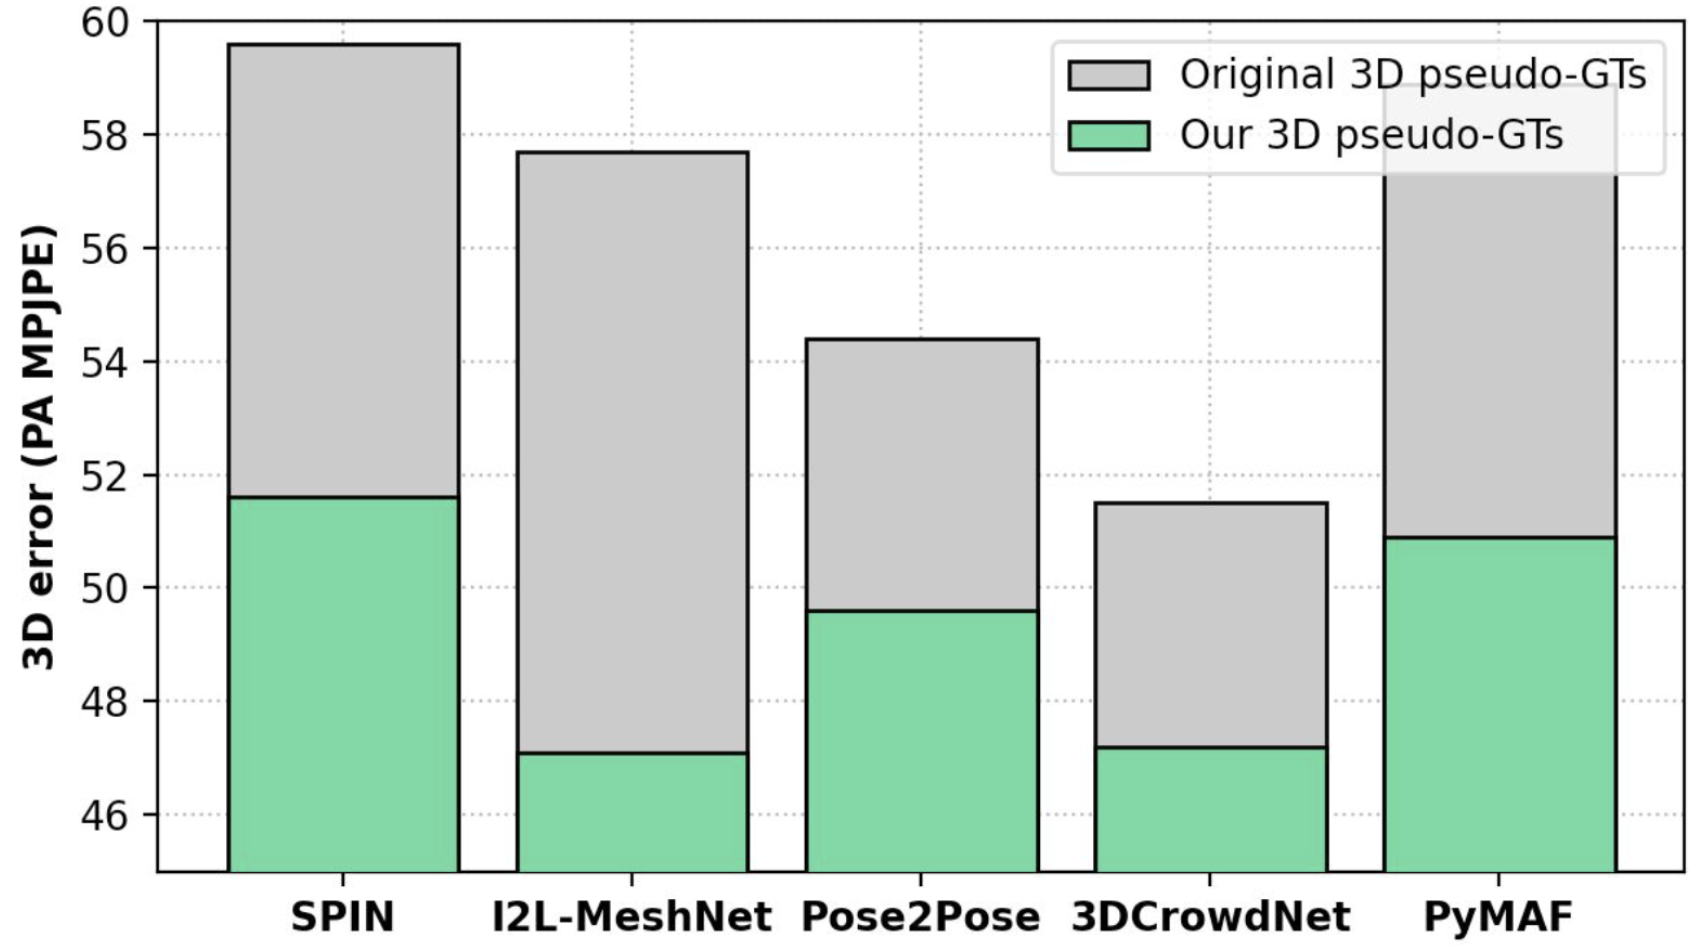 60
58
56
54
52
50
48
46
3D error (PA MPJPE)
Original 3D pseudo-GTs
Our 3D pseudo-GTs
SPIN
I2L-MeshNet
Pose2Pose
3DCrowdNet
PyMAF